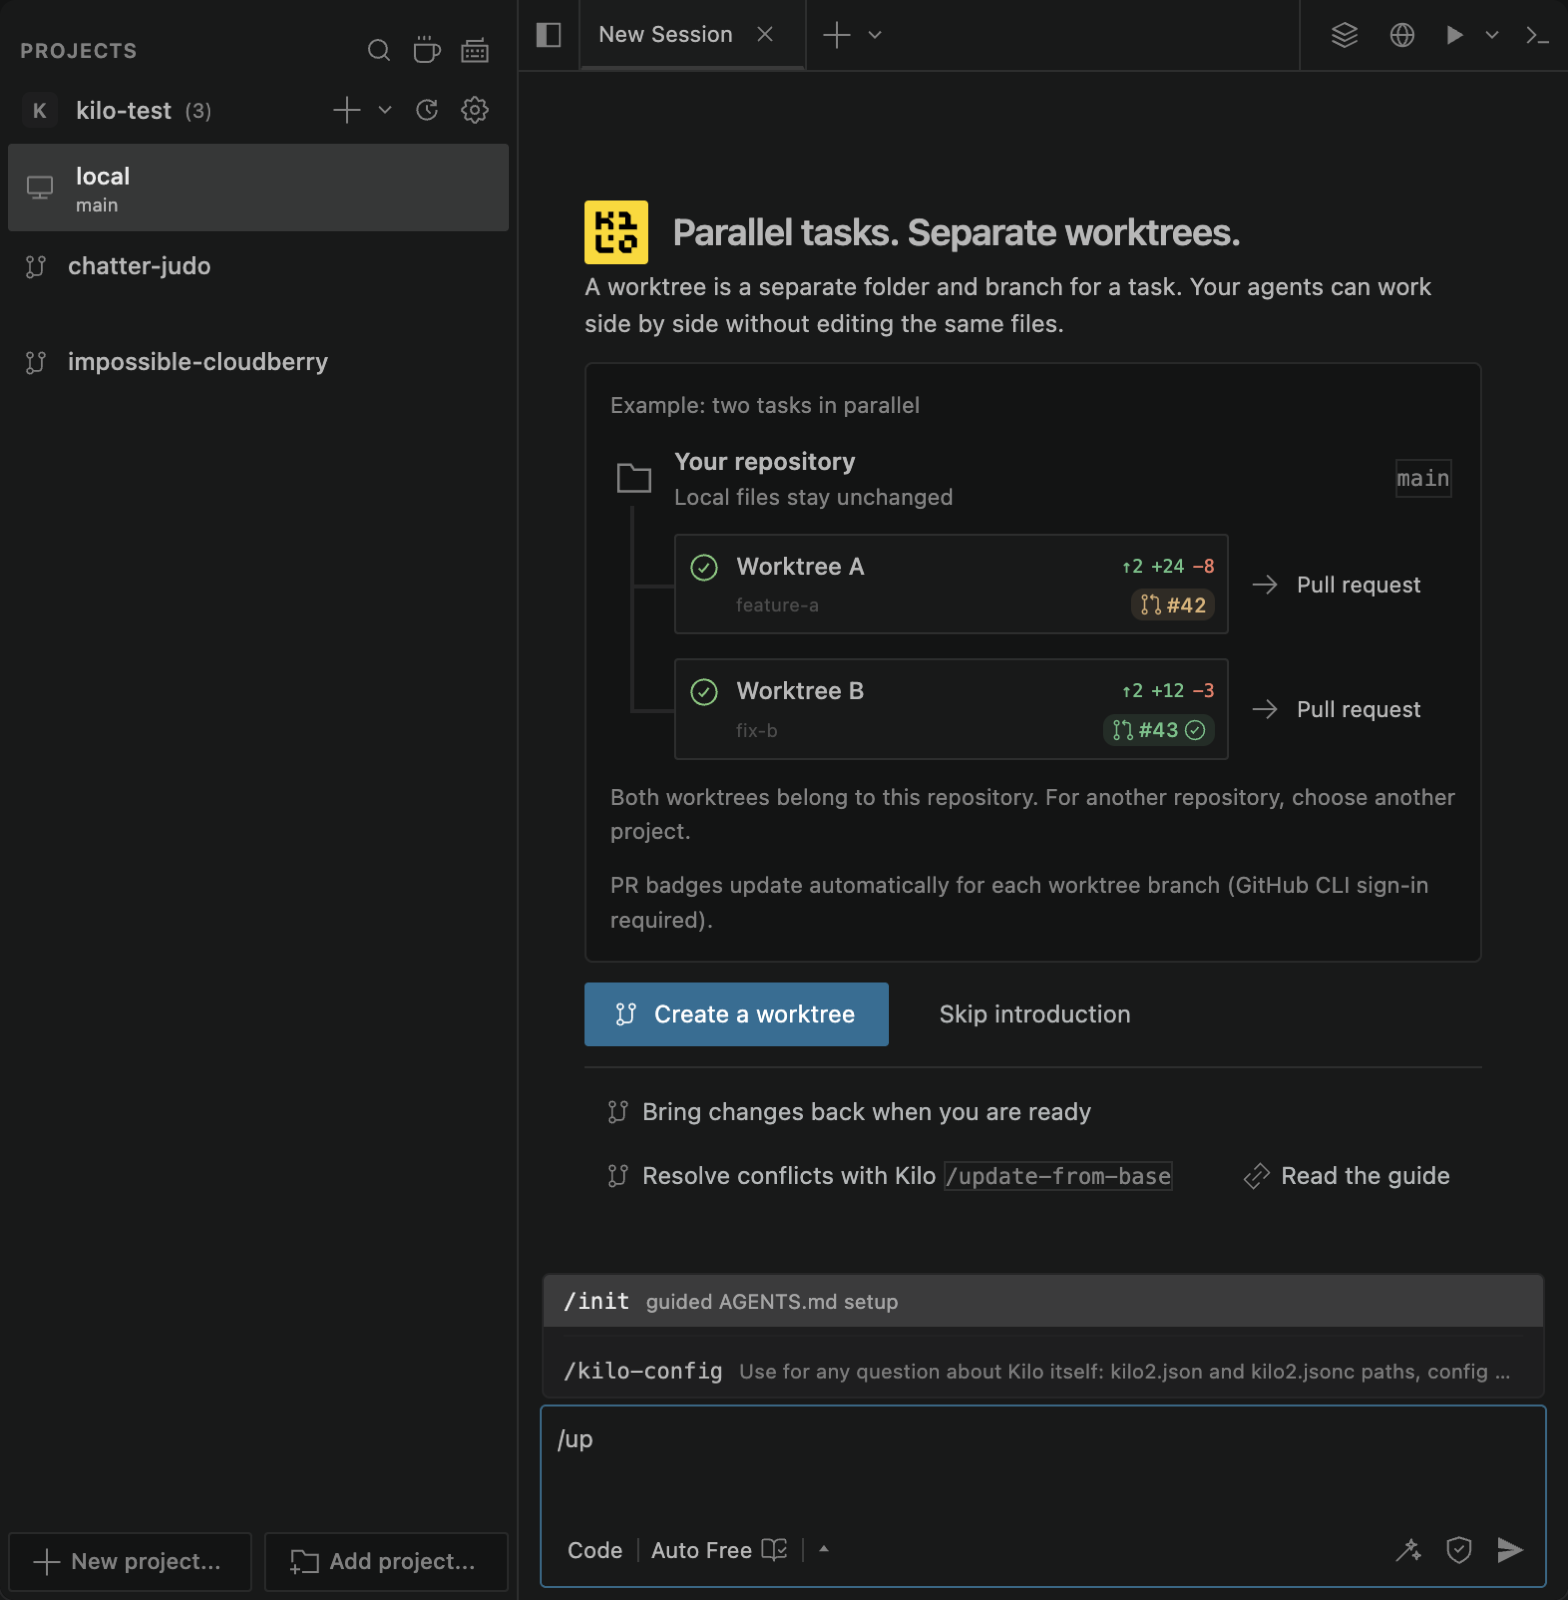 PROJECTS
K kilo-test (3)
local
main
chatter-judo
impossible-cloudberry
New Session
KiLo
Parallel tasks. Separate worktrees.
A worktree is a separate folder and branch for a task. Your agents can work
side by side without editing the same files.
Example: two tasks in parallel
Your repository
Local files stay unchanged
main
Worktree A ↑2 +24 −8
feature-a #42
Pull request
Worktree B ↑2 +12 −3
fix-b #43
Pull request
Both worktrees belong to this repository. For another repository, choose another
project.
PR badges update automatically for each worktree branch (GitHub CLI sign-in
required).
Create a worktree Skip introduction
Bring changes back when you are ready
Resolve conflicts with Kilo /update-from-base Read the guide
/init guided AGENTS.md setup
/kilo-config Use for any question about Kilo itself: kilo2.json and kilo2.jsonc paths, config ...
/up
Code Auto Free
New project... Add project...